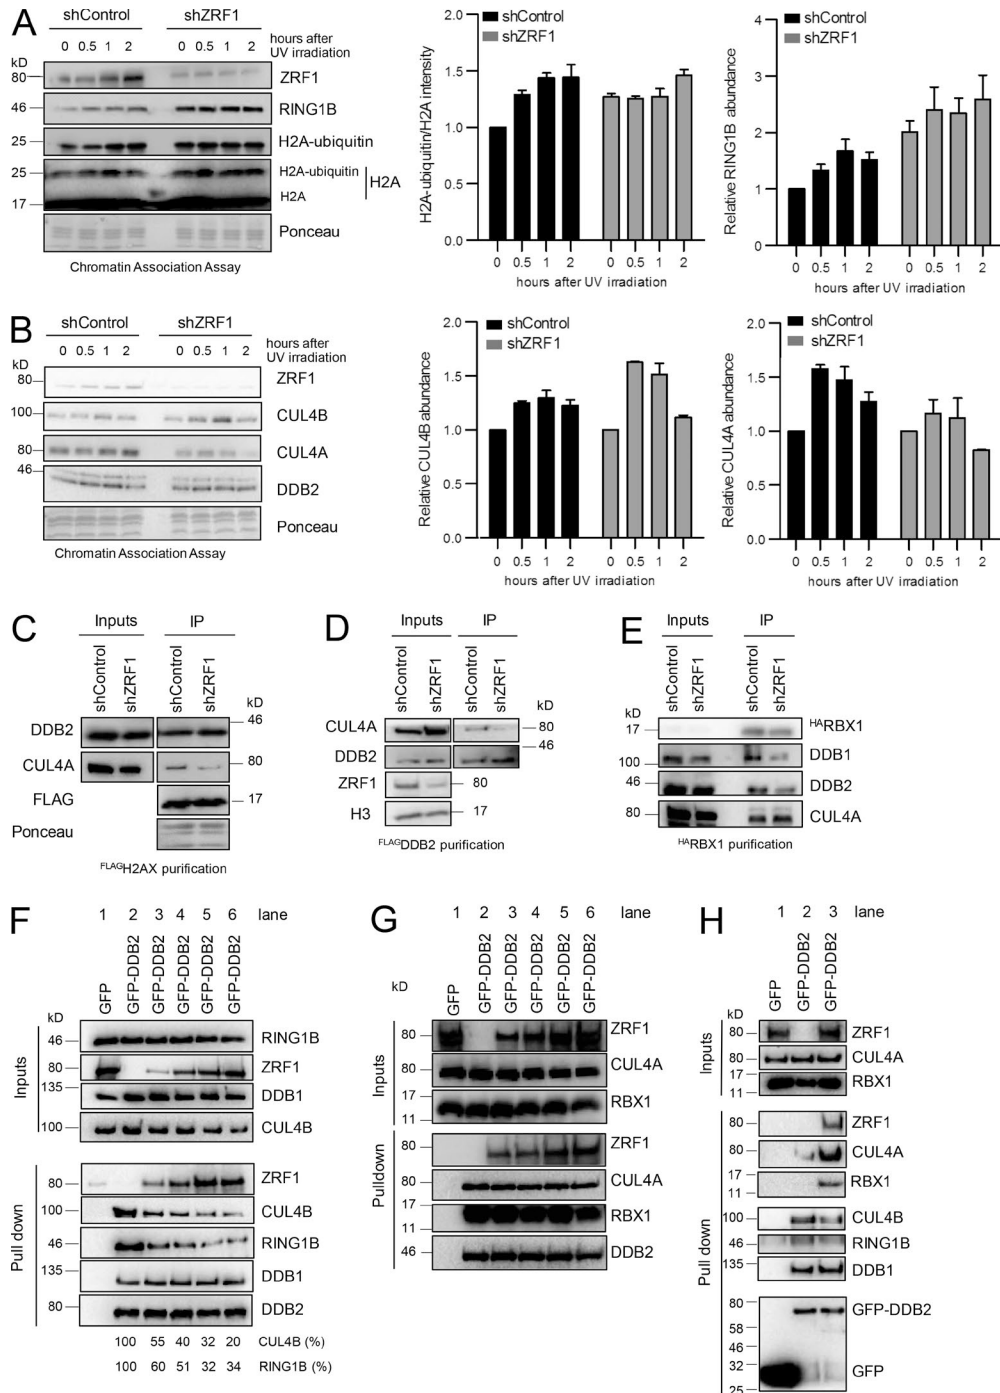 A
shControl shZRF1
0 0.5 1 2 0 0.5 1 2 hours after UV irradiation
kD
80 ZRF1
46 RING1B
25 H2A-ubiquitin
25 H2A-ubiquitin
H2A
H2A
17
Ponceau
Chromatin Association Assay
shControl
shZRF1
H2A-ubiquitin/H2A intensity
2.0
1.5
1.0
0.5
0.0
0 0.5 1 2 0 0.5 1 2
hours after UV irradiation
shControl
shZRF1
Relative RING1B abundance
4
3
2
1
0
0 0.5 1 2 0 0.5 1 2
hours after UV irradiation
B
shControl shZRF1
0 0.5 1 2 0 0.5 1 2 hours after UV irradiation
kD
80 ZRF1
100 CUL4B
80 CUL4A
46
DDB2
Ponceau
Chromatin Association Assay
shControl
shZRF1
Relative CUL4B abundance
2.0
1.5
1.0
0.5
0.0
0 0.5 1 2 0 0.5 1 2
hours after UV irradiation
shControl
shZRF1
Relative CUL4A abundance
2.0
1.5
1.0
0.5
0.0
0 0.5 1 2 0 0.5 1 2
hours after UV irradiation
C
Inputs IP
shControl shZRF1 shControl shZRF1
kD
DDB2 46
CUL4A 80
FLAG 17
Ponceau
FLAGH2AX purification
D
Inputs IP
shControl shZRF1 shControl shZRF1
kD
CUL4A 80
DDB2 46
ZRF1 80
H3 17
FLAGDDB2 purification
E
Inputs IP
shControl shZRF1 shControl shZRF1
kD
17 HARBX1
100 DDB1
46 DDB2
80 CUL4A
HARBX1 purification
F
1 2 3 4 5 6 lane
GFP GFP-DDB2 GFP-DDB2 GFP-DDB2 GFP-DDB2 GFP-DDB2
kD
Inputs
46 RING1B
80 ZRF1
135
DDB1
100 CUL4B
Pull down
80 ZRF1
100 CUL4B
46 RING1B
135
DDB1
80 DDB2
100 55 40 32 20 CUL4B (%)
100 60 51 32 34 RING1B (%)
G
1 2 3 4 5 6 lane
GFP GFP-DDB2 GFP-DDB2 GFP-DDB2 GFP-DDB2 GFP-DDB2
kD
Inputs
80 ZRF1
80 CUL4A
17
RBX1
11
Pulldown
80 ZRF1
80 CUL4A
17 RBX1
11
46 DDB2
H
1 2 3 lane
GFP GFP-DDB2 GFP-DDB2
kD
Inputs
80 ZRF1
80 CUL4A
17
RBX1
11
Pull down
80 ZRF1
80 CUL4A
17
RBX1
11
100 CUL4B
46 RING1B
135
DDB1
80 GFP-DDB2
58
46
32 GFP
25